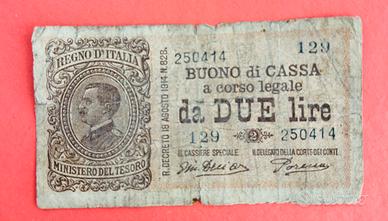 REGNO D'ITALIA
MINISTERO DEL TESORO
R. DECRETO 18 AGOSTO 1914 N. 828.
250414 129
BUONO di CASSA
a corso legale
da DUE lire
129 2 250414
IL CASSIERE SPECIALE IL DELEGATO DELLA CORTE DEI CONTI